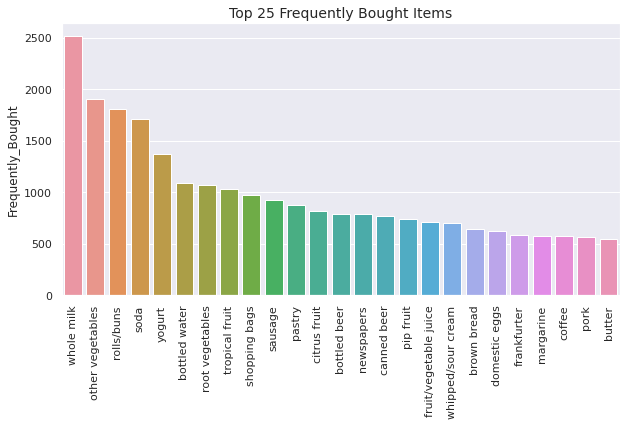 Top 25 Frequently Bought Items
Frequently_Bought
2500
2000
1500
1000
500
0
whole milk
other vegetables
rolls/buns
soda
yogurt
bottled water
root vegetables
tropical fruit
shopping bags
sausage
pastry
citrus fruit
bottled beer
newspapers
canned beer
pip fruit
fruit/vegetable juice
whipped/sour cream
brown bread
domestic eggs
frankfurter
margarine
coffee
pork
butter